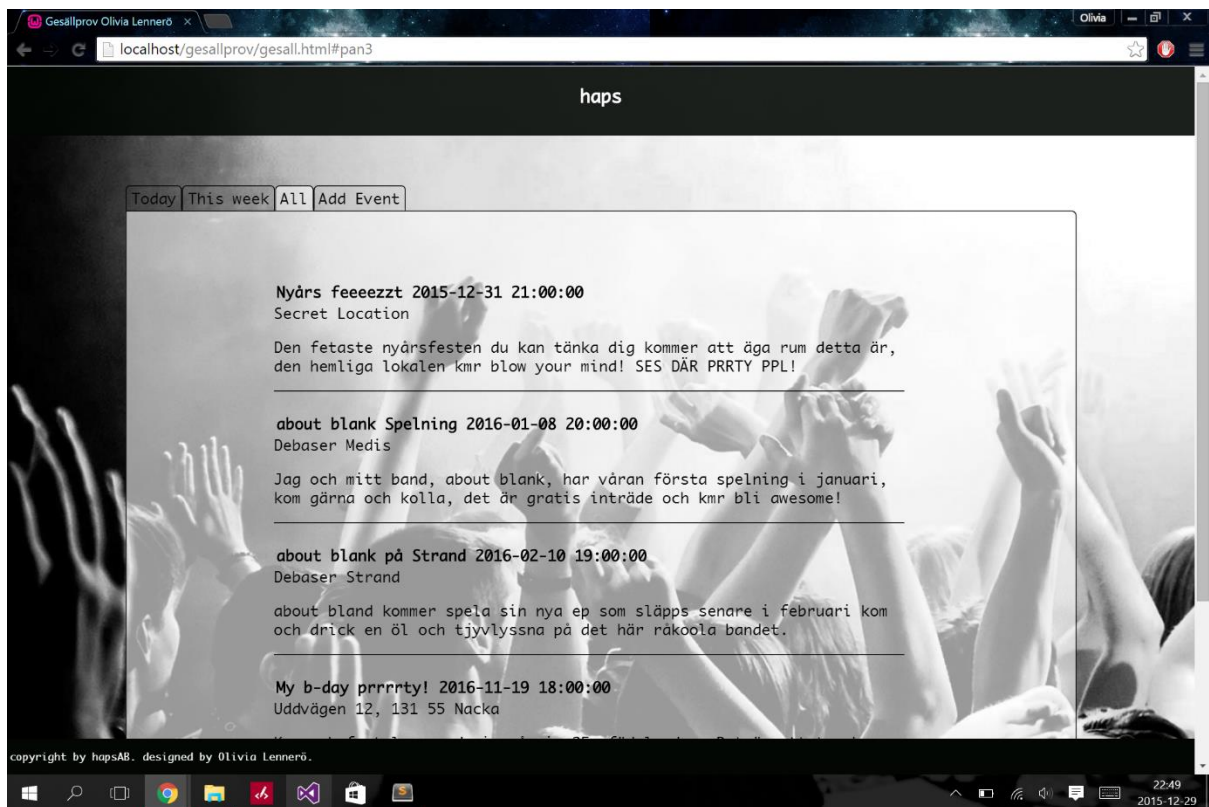 Gesällprov Olivia Lennerö
Olivia
localhost/gesallprov/gesall.html#pan3
haps
Today This week All Add Event
Nyårs feeeezzt 2015-12-31 21:00:00
Secret Location
Den fetaste nyårsfesten du kan tänka dig kommer att äga rum detta år,
den hemliga lokalen kmr blow your mind! SES DÄR PRRTY PPL!
about blank Spelning 2016-01-08 20:00:00
Debaser Medis
Jag och mitt band, about blank, har våran första spelning i januari,
kom gärna och kolla, det är gratis inträde och kmr bli awesome!
about blank på Strand 2016-02-10 19:00:00
Debaser Strand
about bland kommer spela sin nya ep som släpps senare i februari kom
och drick en öl och tjyvlyssna på det här råkoola bandet.
My b-day prrrrty! 2016-11-19 18:00:00
Uddvägen 12, 131 55 Nacka
copyright by hapsAB. designed by Olivia Lennerö.
22:49
2015-12-29